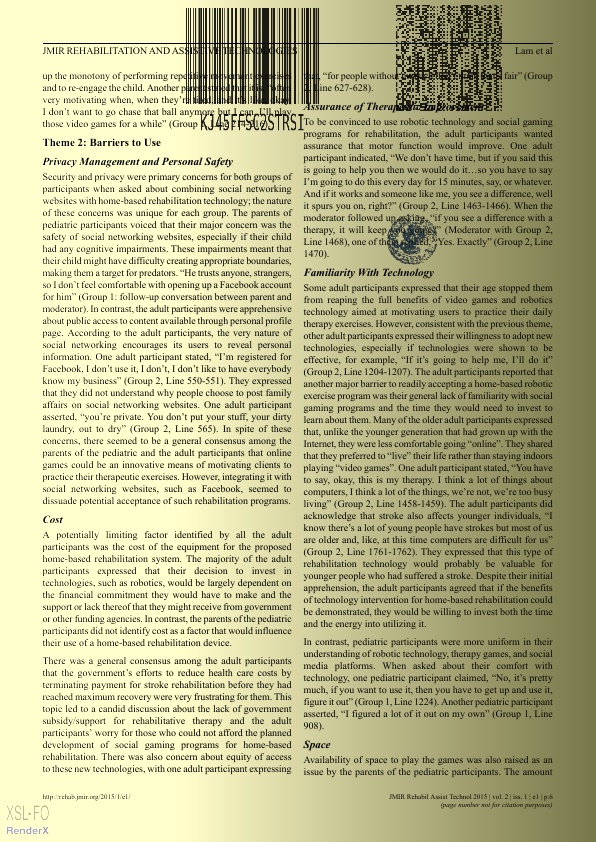 JMIR REHABILITATION AND ASSISTIVE TECHNOLOGIES
Lam et al
up the monotony of performing repetitive movement exercises
and to re-engage the child. Another parent stated that it is "often
very motivating when, when they're
I don't want to go chase that ball anymore but I can, I'll play
those video games for a while" (Group
Theme 2: Barriers to Use
Privacy Management and Personal Safety
Security and privacy were primary concerns for both groups of
participants when asked about combining social networking
websites with home-based rehabilitation technology; the nature
of these concerns was unique for each group. The parents of
pediatric participants voiced that their major concern was the
safety of social networking websites, especially if their child
had any cognitive impairments. These impairments meant that
their child might have difficulty creating appropriate boundaries,
making them a target for predators. "He trusts anyone, strangers,
so I don't feel comfortable with opening up a Facebook account
for him" (Group 1: follow-up conversation between parent and
moderator). In contrast, the adult participants were apprehensive
about public access to content available through personal profile
page. According to the adult participants, the very nature of
social networking encourages its users to reveal personal
information. One adult participant stated, "I'm registered for
Facebook, I don't use it, I don't, I don't like to have everybody
know my business" (Group 2, Line 550-551). They expressed
that they did not understand why people choose to post family
affairs on social networking websites. One adult participant
asserted, "you're private. You don't put your stuff, your dirty
laundry, out to dry" (Group 2, Line 565). In spite of these
concerns, there seemed to be a general consensus among the
parents of the pediatric and the adult participants that online
games could be an innovative means of motivating clients to
practice their therapeutic exercises. However, integrating it with
social networking websites, such as Facebook, seemed to
dissuade potential acceptance of such rehabilitation programs.
Cost
A potentially limiting factor identified by all the adult
participants was the cost of the equipment for the proposed
home-based rehabilitation system. The majority of the adult
participants expressed that their decision to invest in
technologies, such as robotics, would be largely dependent on
the financial commitment they would have to make and the
support or lack thereof that they might receive from government
or other funding agencies. In contrast, the parents of the pediatric
participants did not identify cost as a factor that would influence
their use of a home-based rehabilitation device.
There was a general consensus among the adult participants
that the government's efforts to reduce health care costs by
terminating payment for stroke rehabilitation before they had
reached maximum recovery were very frustrating for them. This
topic led to a candid discussion about the lack of government
subsidy/support for rehabilitative therapy and the adult
participants' worry for those who could not afford the planned
development of social gaming programs for home-based
rehabilitation. There was also concern about equity of access
to these new technologies, with one adult participant expressing
that, "for people without fair" (Group
2, Line 627-628).
Assurance of
To be convinced to use robotic technology and social gaming
programs for rehabilitation, the adult participants wanted
assurance that motor function would improve. One adult
participant indicated, "We don't have time, but if you said this
is going to help you then we would do it…so you have to say
I'm going to do this every day for 15 minutes, say, or whatever.
And if it works and someone like me, you see a difference, well
it spurs you on, right?" (Group 2, Line 1463-1466). When the
moderator followed up asking, "if you see a difference with a
therapy, it will keep you (Moderator with Group 2,
Line 1468), one of them "Yes. Exactly" (Group 2, Line
1470).
Familiarity With Technology
Some adult participants expressed that their age stopped them
from reaping the full benefits of video games and robotics
technology aimed at motivating users to practice their daily
therapy exercises. However, consistent with the previous theme,
other adult participants expressed their willingness to adopt new
technologies, especially if technologies were shown to be
effective, for example, "If it's going to help me, I'll do it"
(Group 2, Line 1204-1207). The adult participants reported that
another major barrier to readily accepting a home-based robotic
exercise program was their general lack of familiarity with social
gaming programs and the time they would need to invest to
learn about them. Many of the older adult participants expressed
that, unlike the younger generation that had grown up with the
Internet, they were less comfortable going "online". They shared
that they preferred to "live" their life rather than staying indoors
playing "video games". One adult participant stated, "You have
to say, okay, this is my therapy. I think a lot of things about
computers, I think a lot of the things, we're not, we're too busy
living" (Group 2, Line 1458-1459). The adult participants did
acknowledge that stroke also affects younger individuals, "I
know there's a lot of young people have strokes but most of us
are older and, like, at this time computers are difficult for us"
(Group 2, Line 1761-1762). They expressed that this type of
rehabilitation technology would probably be valuable for
younger people who had suffered a stroke. Despite their initial
apprehension, the adult participants agreed that if the benefits
of technology intervention for home-based rehabilitation could
be demonstrated, they would be willing to invest both the time
and the energy into utilizing it.
In contrast, pediatric participants were more uniform in their
understanding of robotic technology, therapy games, and social
media platforms. When asked about their comfort with
technology, one pediatric participant claimed, "No, it's pretty
much, if you want to use it, then you have to get up and use it,
figure it out" (Group 1, Line 1224). Another pediatric participant
asserted, "I figured a lot of it out on my own" (Group 1, Line
908).
Space
Availability of space to play the games was also raised as an
issue by the parents of the pediatric participants. The amount
http://rehab.jmir.org/2015/1/e1/
JMIR Rehabil Assist Technol 2015 | vol. 2 | iss. 1 | e1 | p.6
(page number not for citation purposes)
XSL•FO
RenderX